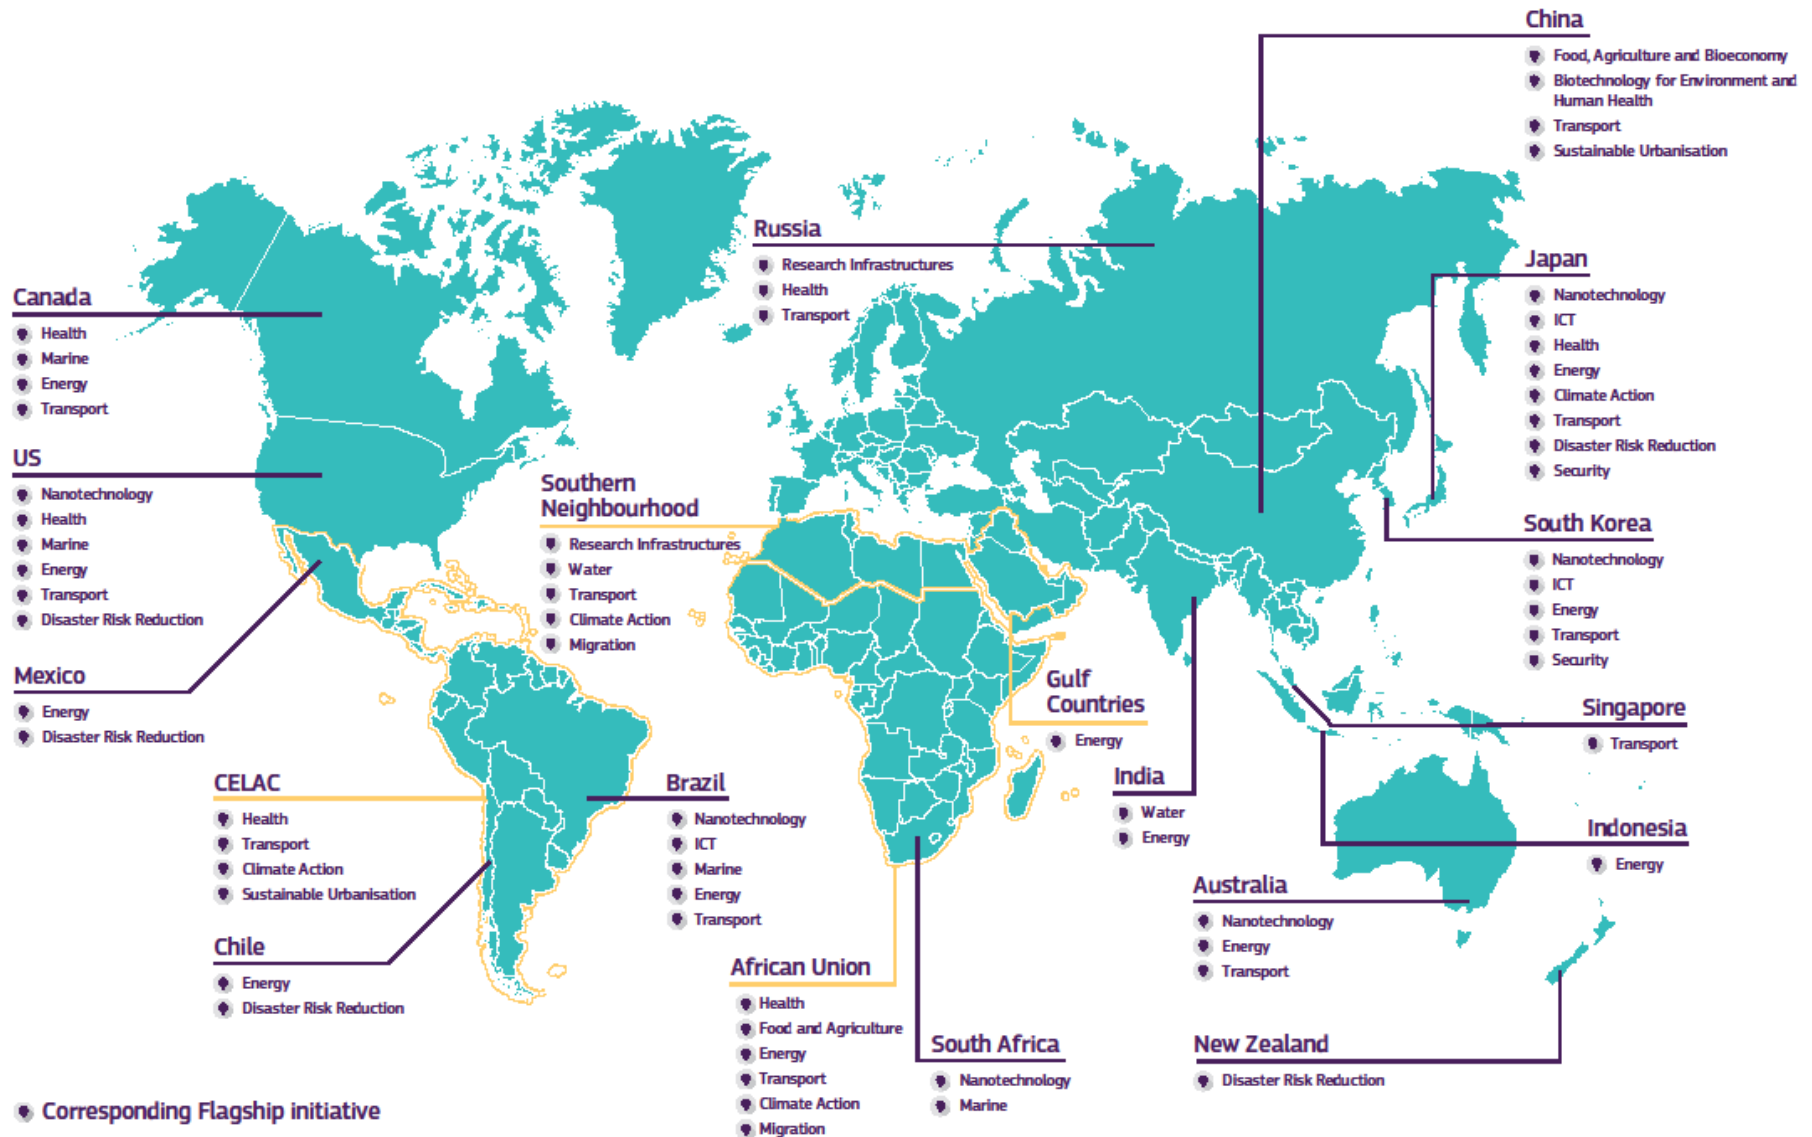 China
Food, Agriculture and Bioeconomy
Biotechnology for Environment and
Human Health
Transport
Sustainable Urbanisation
Russia
Research Infrastructures
Health
Transport
Japan
Nanotechnology
ICT
Health
Energy
Climate Action
Transport
Disaster Risk Reduction
Security
Canada
Health
Marine
Energy
Transport
US
Nanotechnology
Health
Marine
Energy
Transport
Disaster Risk Reduction
Southern
Neighbourhood
Research Infrastructures
Water
Transport
Climate Action
Migration
South Korea
Nanotechnology
ICT
Energy
Transport
Security
Mexico
Energy
Disaster Risk Reduction
Gulf
Countries
Energy
Singapore
Transport
CELAC
Health
Transport
Climate Action
Sustainable Urbanisation
Brazil
Nanotechnology
ICT
Marine
Energy
Transport
India
Water
Energy
Indonesia
Energy
Australia
Nanotechnology
Energy
Transport
Chile
Energy
Disaster Risk Reduction
African Union
Health
Food and Agriculture
Energy
Transport
Climate Action
Migration
South Africa
Nanotechnology
Marine
New Zealand
Disaster Risk Reduction
Corresponding Flagship initiative